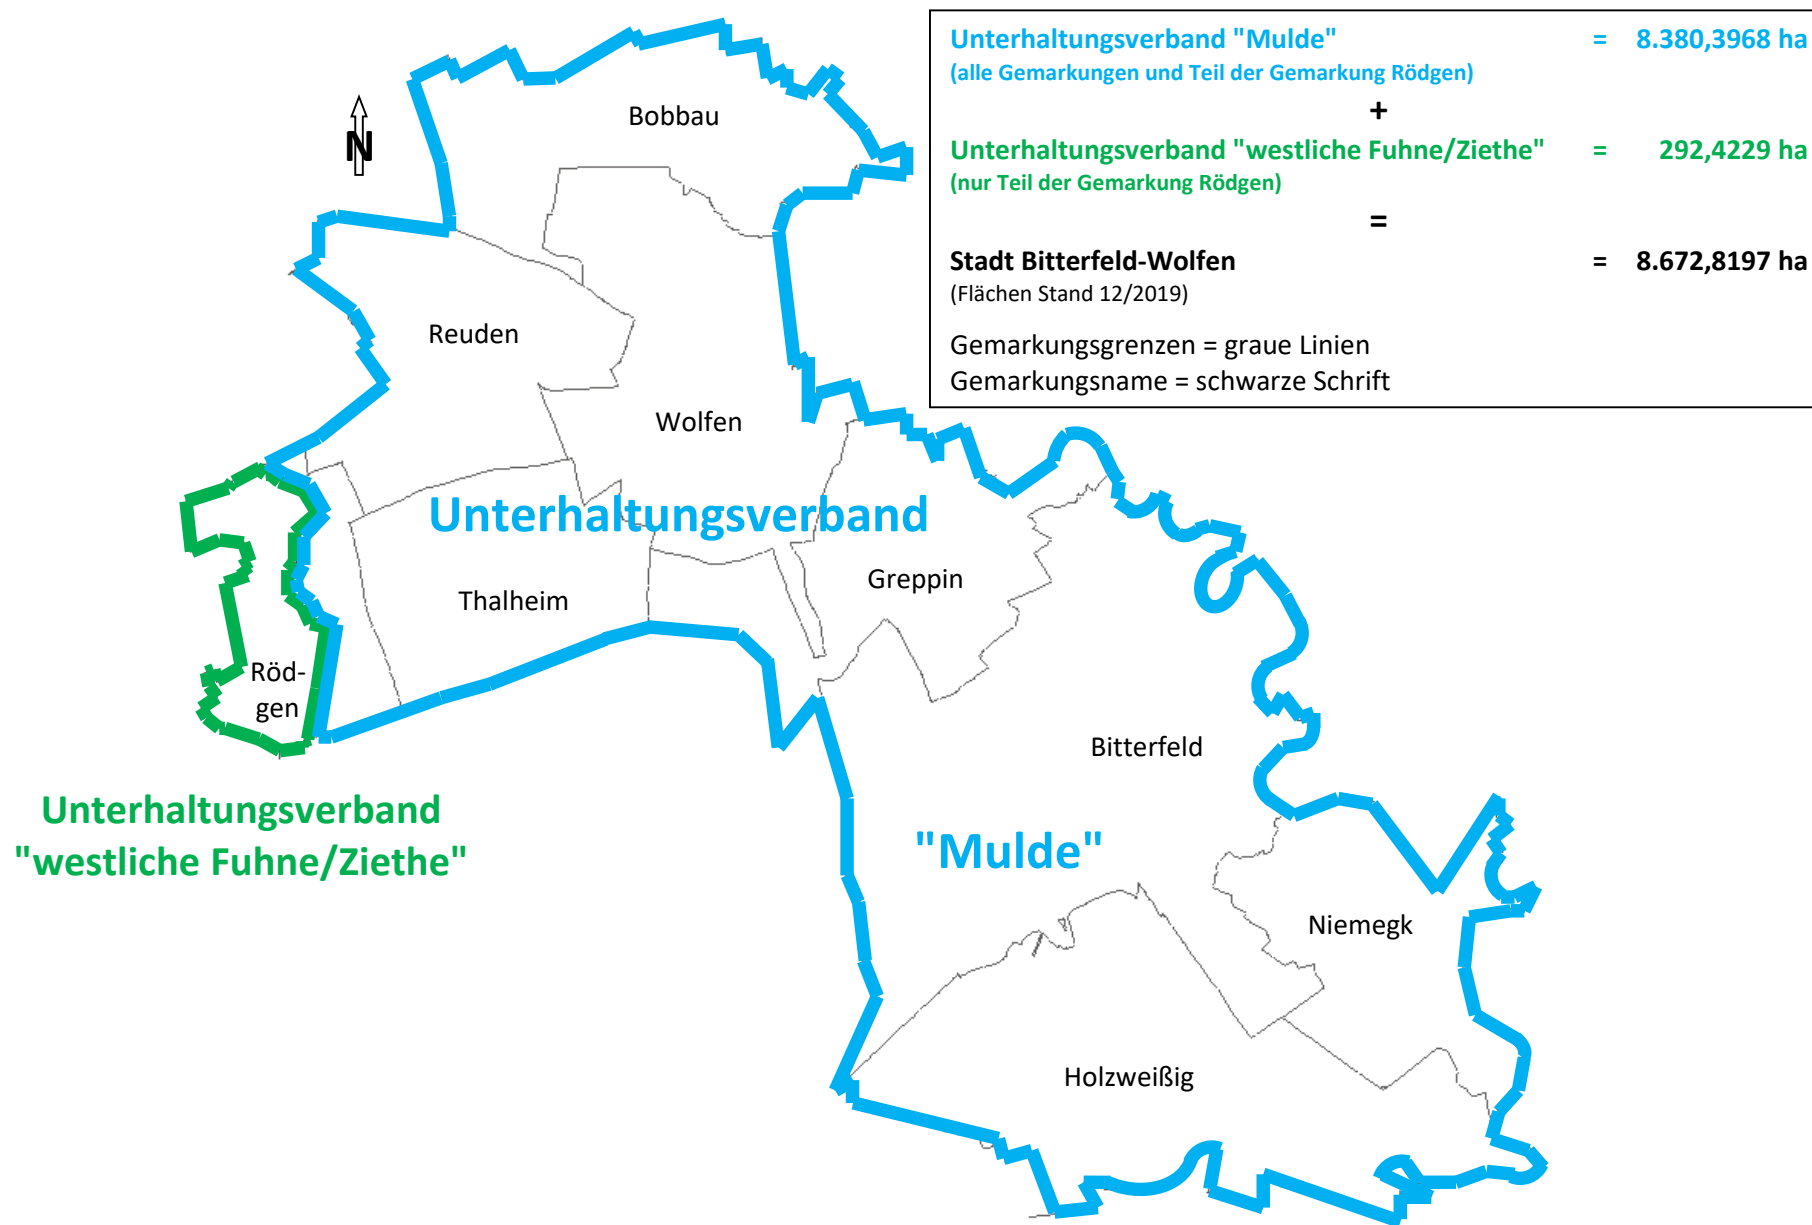 Unterhaltungsverband "Mulde" = 8.380,3968 ha
(alle Gemarkungen und Teil der Gemarkung Rödgen)
+
Unterhaltungsverband "westliche Fuhne/Ziethe" = 292,4229 ha
(nur Teil der Gemarkung Rödgen)
=
Stadt Bitterfeld-Wolfen = 8.672,8197 ha
(Flächen Stand 12/2019)
Gemarkungsgrenzen = graue Linien
Gemarkungsname = schwarze Schrift
N
Bobbau
Reuden
Wolfen
Unterhaltungsverband
Thalheim
Greppin
Röd-
gen
Bitterfeld
Unterhaltungsverband
"westliche Fuhne/Ziethe"
"Mulde"
Niemegk
Holzweißig